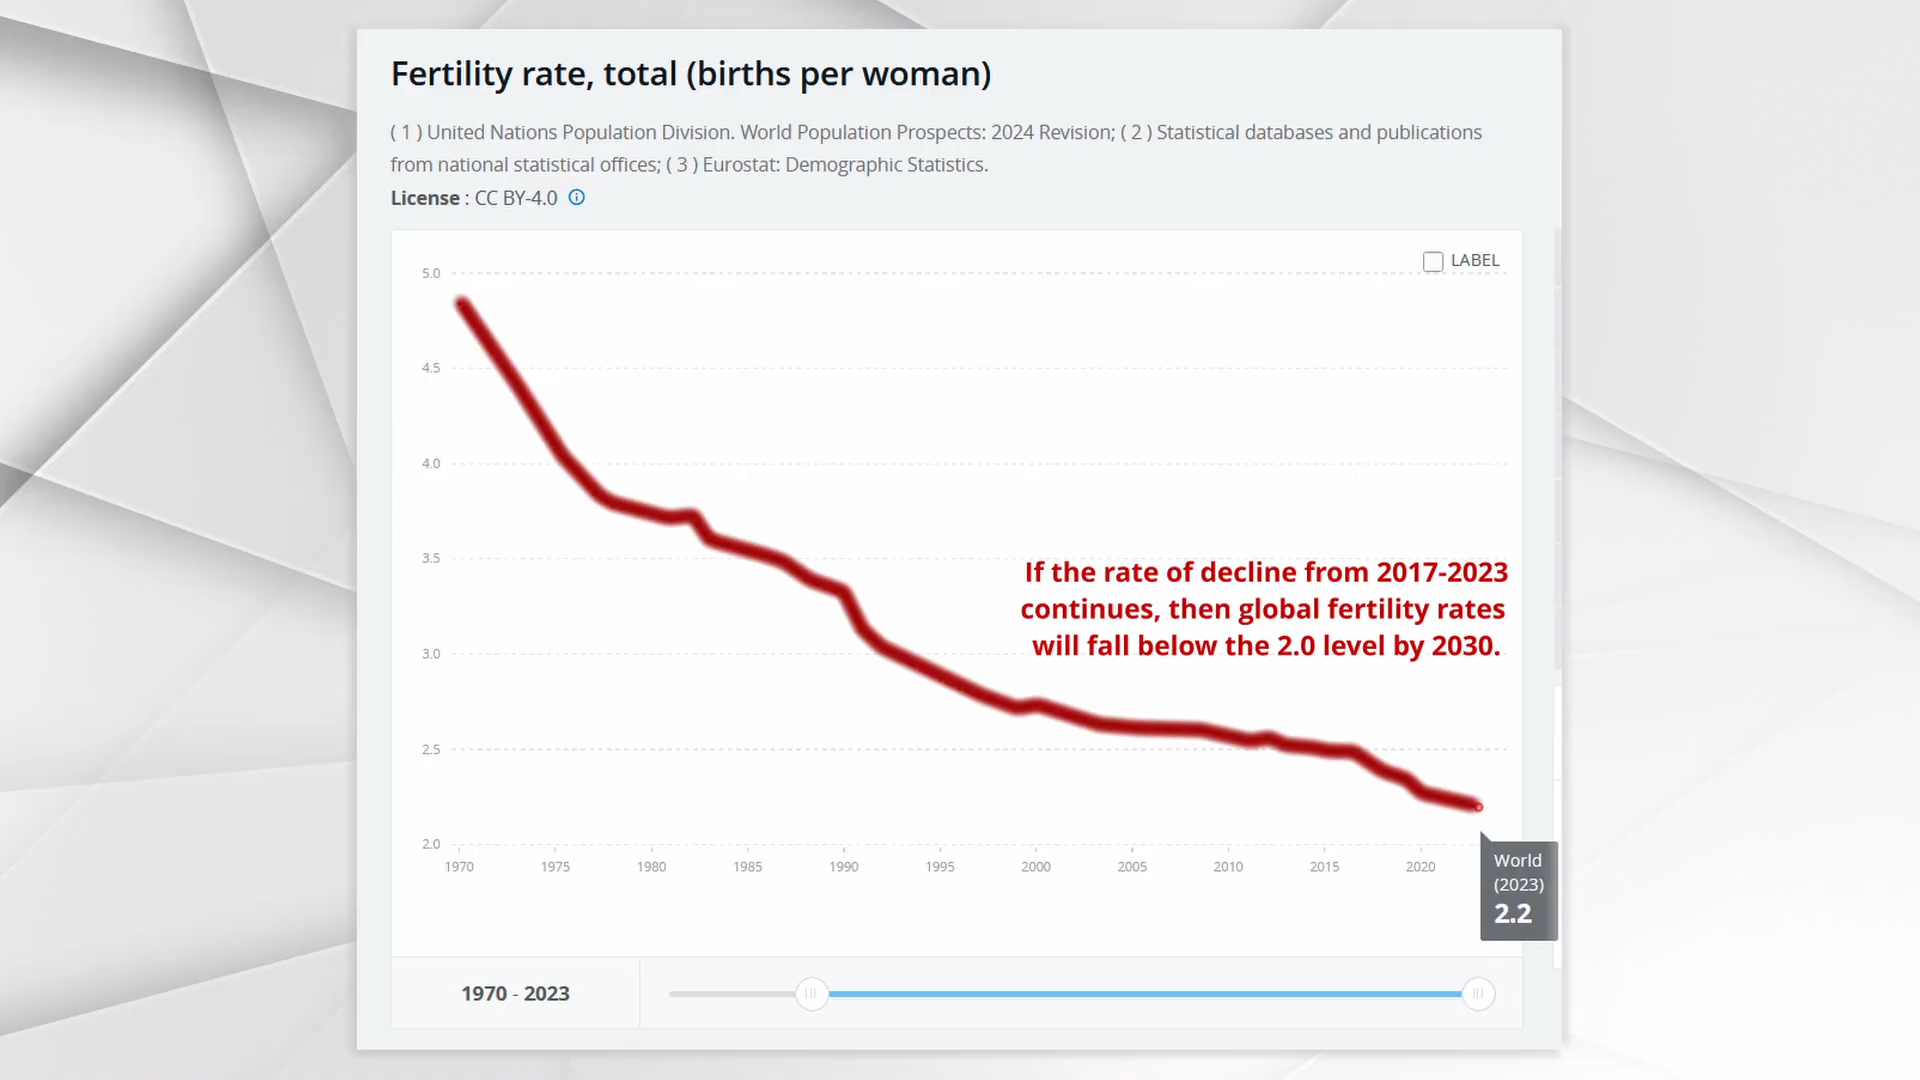 Fertility rate, total (births per woman)
( 1 ) United Nations Population Division. World Population Prospects: 2024 Revision; ( 2 ) Statistical databases and publications
from national statistical offices; ( 3 ) Eurostat: Demographic Statistics.
License : CC BY-4.0
LABEL
5.0
4.5
4.0
3.5
3.0
2.5
2.0
If the rate of decline from 2017-2023
continues, then global fertility rates
will fall below the 2.0 level by 2030.
1970 1975 1980 1985 1990 1995 2000 2005 2010 2015 2020
World
(2023)
2.2
1970 - 2023